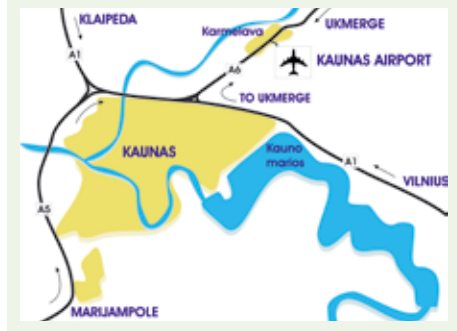 KLAIPEDA
UKMERGE
Karmelava
A1
KAUNAS AIRPORT
A6
TO UKMERGE
KAUNAS
Kauno
marios
A1
VILNIUS
A5
MARIJAMPOLE